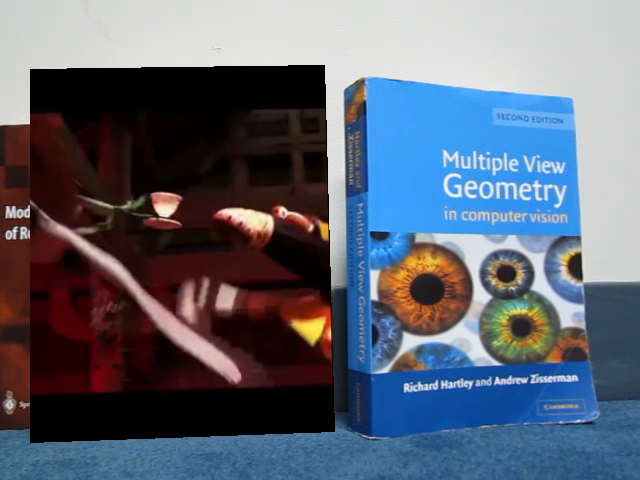 Mod
of Ru
Hartley and
Zisserman
Multiple View Geometry
SECOND EDITION
Multiple View
Geometry
in computer vision
Richard Hartley and Andrew Zisserman
CAMBRIDGE